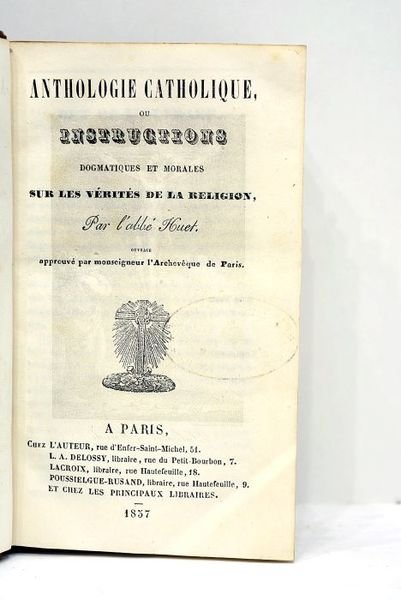 ANTHOLOGIE CATHOLIQUE,
OU
INSTRUCTIONS
DOGMATIQUES ET MORALES
SUR LES VÉRITÉS DE LA RELIGION,
Par l'abbé Huet.
OUVRAGE
approuvé par monseigneur l'Archevêque de Paris.
A PARIS,
CHEZ L'AUTEUR, rue d'Enfer-Saint-Michel, 51.
L. A. DELOSSY, libraire, rue du Petit-Bourbon, 7.
LACROIX, libraire, rue Hautefeuille, 18.
POUSSIELGUE-RUSAND, libraire, rue Hautefeuille, 9.
ET CHEZ LES PRINCIPAUX LIBRAIRES.
1837